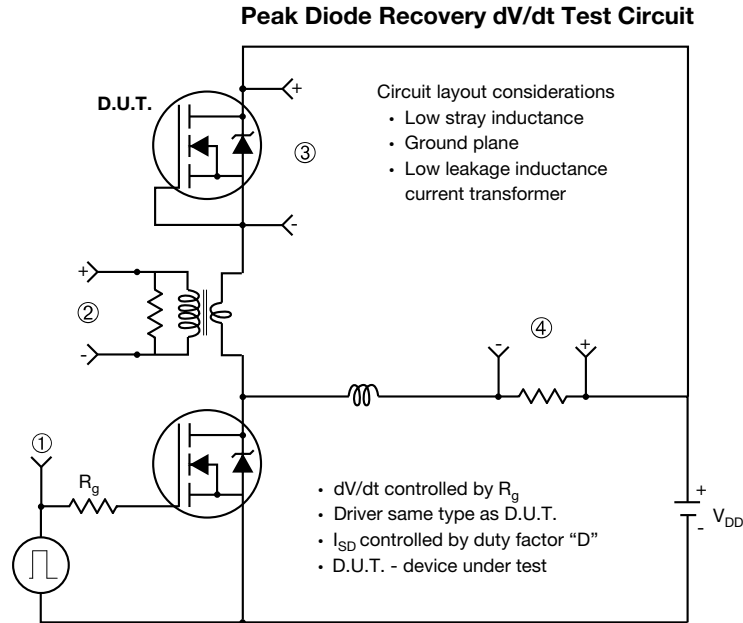 Peak Diode Recovery dV/dt Test Circuit
D.U.T.
+
Circuit layout considerations
• Low stray inductance
• Ground plane
• Low leakage inductance
current transformer
③
-
+
②
-
-
④
+
①
Rg
• dV/dt controlled by Rg
• Driver same type as D.U.T.
• ISD controlled by duty factor “D”
• D.U.T. - device under test
+
-
VDD